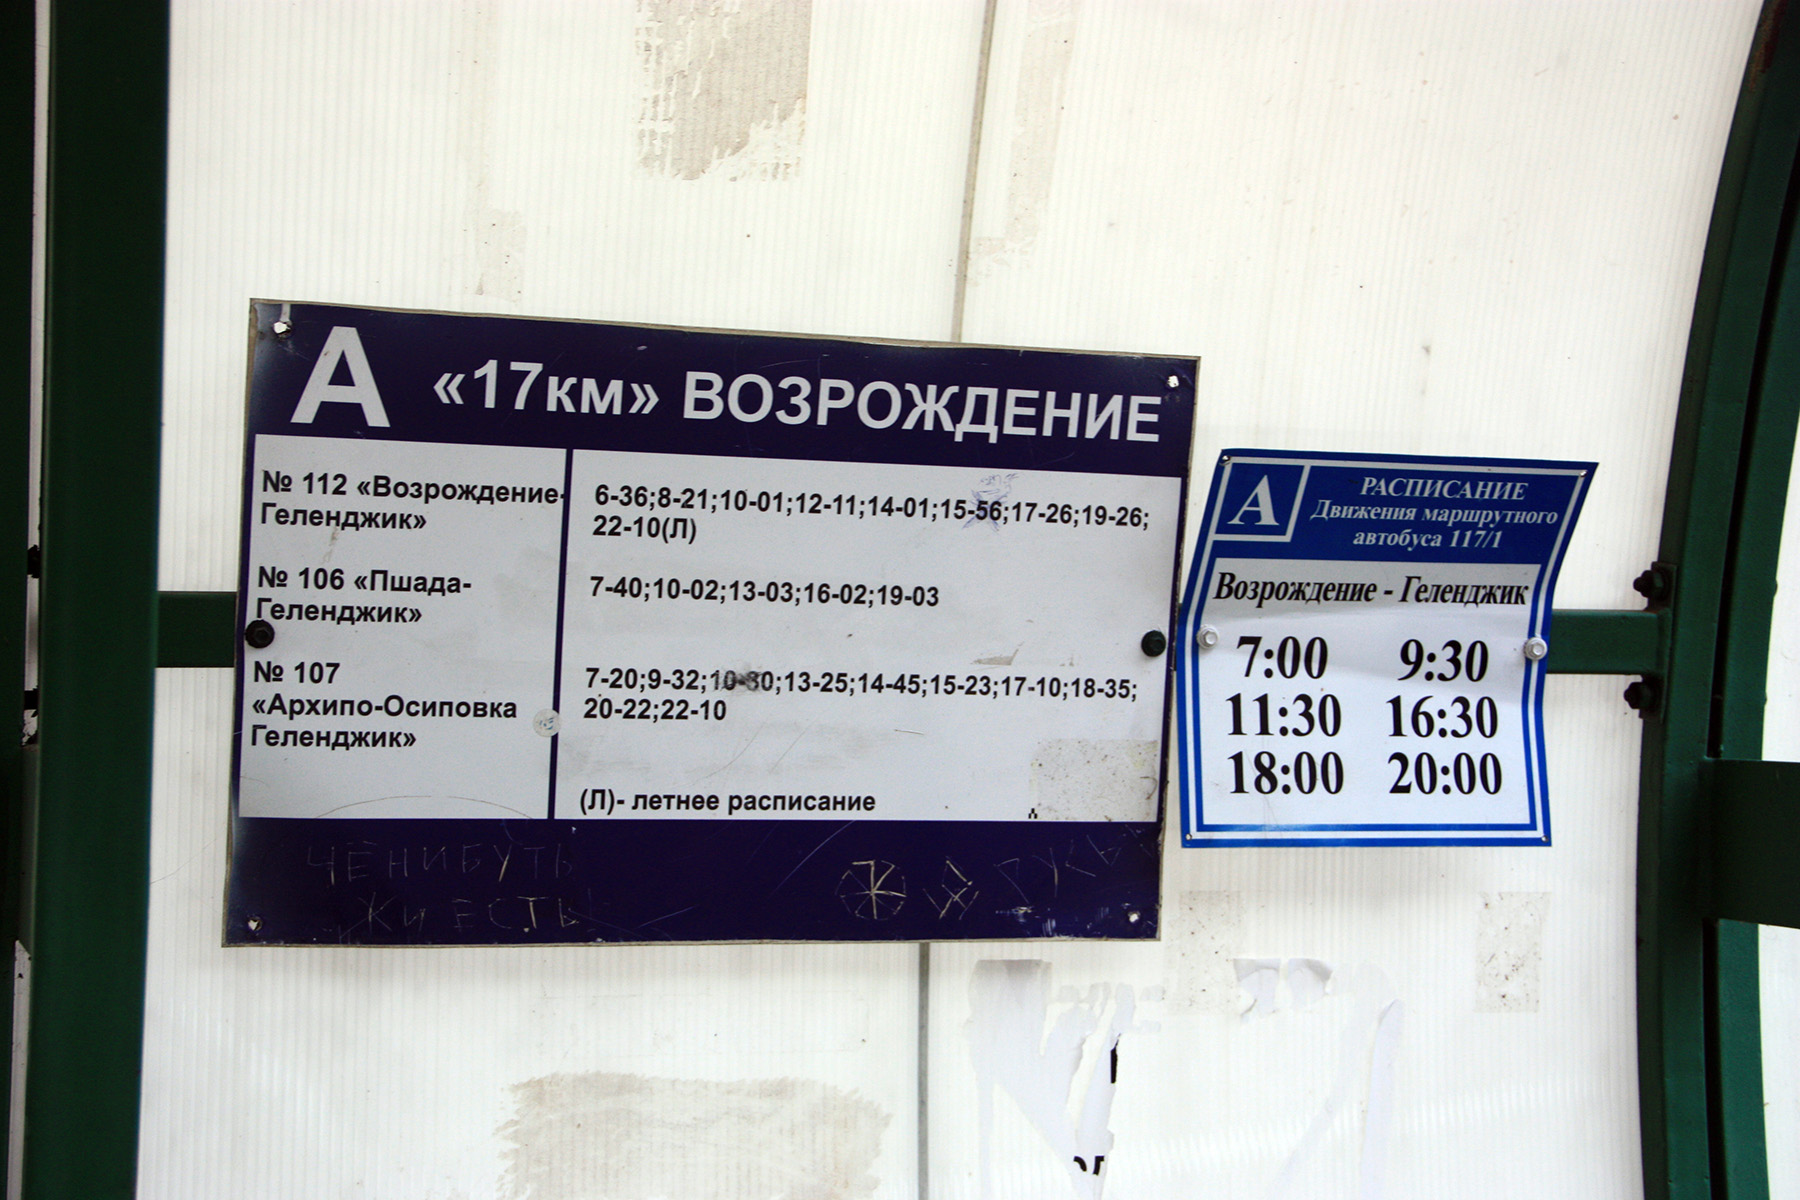 А «17км» ВОЗРОЖДЕНИЕ
№ 112 «Возрождение-
Геленджик»
6-36;8-21;10-01;12-11;14-01;15-56;17-26;19-26;
22-10(Л)
№ 106 «Пшада-
Геленджик»
7-40;10-02;13-03;16-02;19-03
№ 107
«Архипо-Осиповка
Геленджик»
7-20;9-32;10-30;13-25;14-45;15-23;17-10;18-35;
20-22;22-10
(Л)- летнее расписание
ЧЁНИБУТЬ
ЖИ ЕСТЬ
РУСЬ
А
РАСПИСАНИЕ
Движения маршрутного
автобуса 117/1
Возрождение - Геленджик
7:00 9:30
11:30 16:30
18:00 20:00